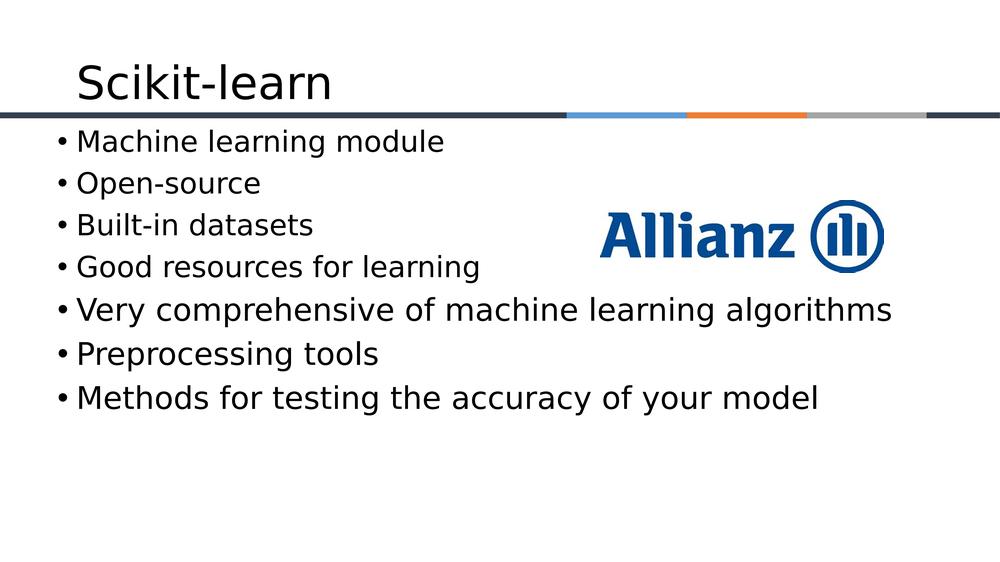 Scikit-learn
• Machine learning module
• Open-source
• Built-in datasets
• Good resources for learning
Allianz
• Very comprehensive of machine learning algorithms
• Preprocessing tools
• Methods for testing the accuracy of your model